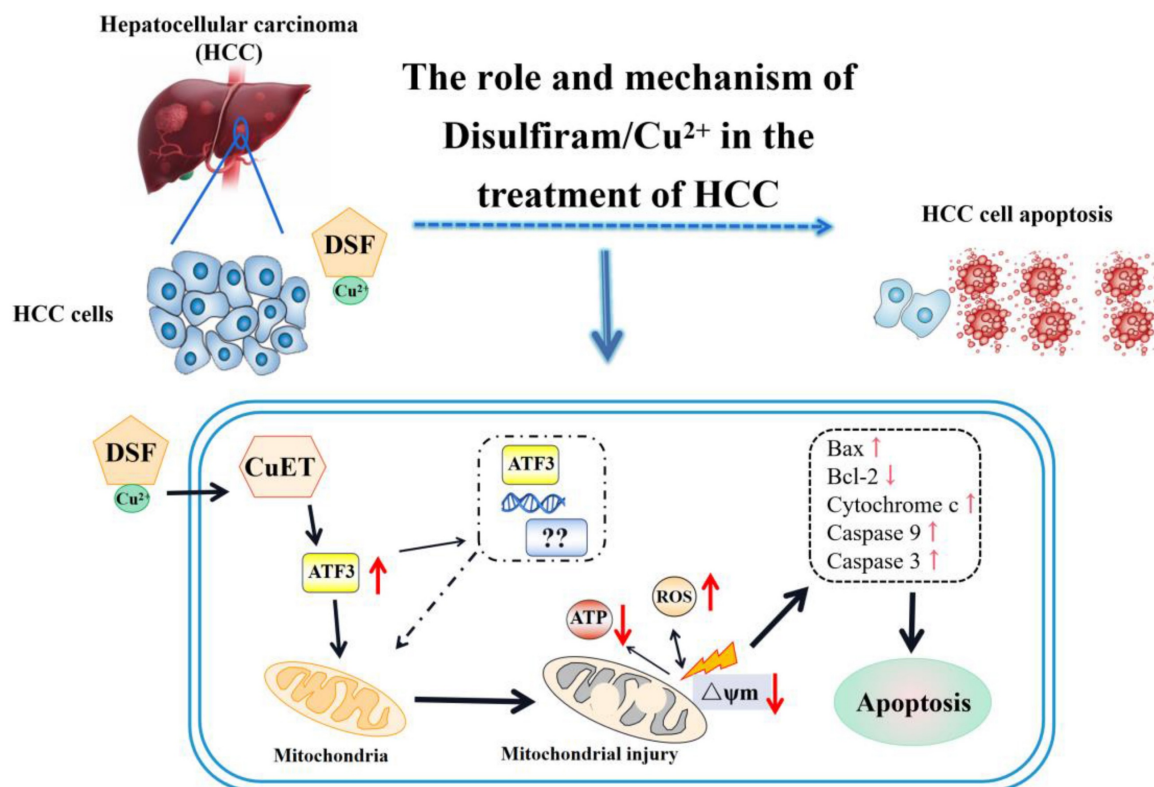 Hepatocellular carcinoma
(HCC)
The role and mechanism of
Disulfiram/Cu²⁺ in the
treatment of HCC
DSF
Cu²⁺
HCC cells
HCC cell apoptosis
DSF
Cu²⁺
CuET
ATF3
ATF3
??
Bax ↑
Bcl-2 ↓
Cytochrome c ↑
Caspase 9 ↑
Caspase 3 ↑
ATP
ROS
△ψm
Mitochondria
Mitochondrial injury
Apoptosis